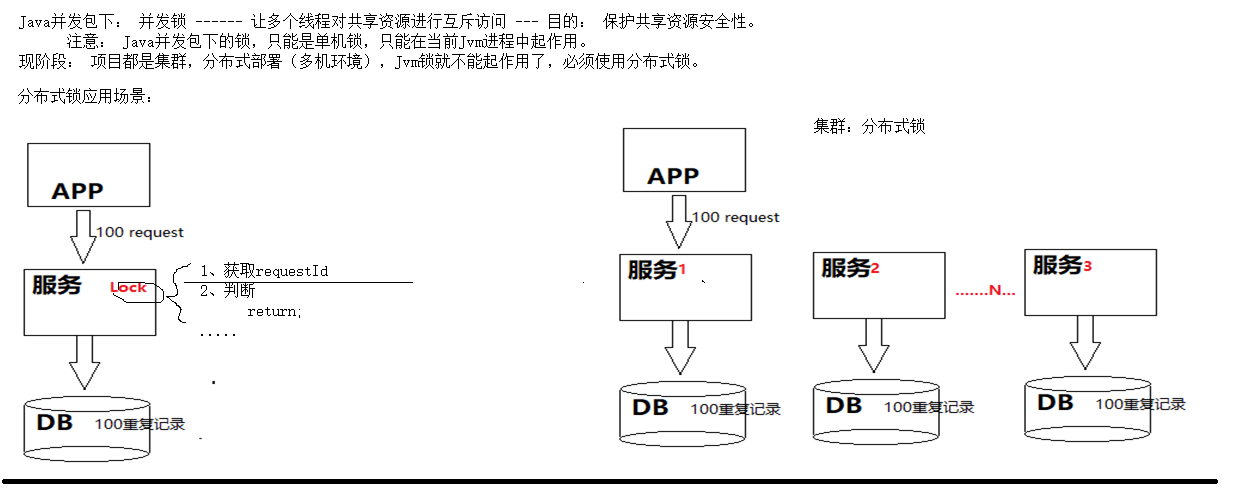 Java并发包下： 并发锁 ------ 让多个线程对共享资源进行互斥访问 --- 目的： 保护共享资源安全性。
注意： Java并发包下的锁，只能是单机锁，只能在当前Jvm进程中起作用。
现阶段： 项目都是集群，分布式部署（多机环境），Jvm锁就不能起作用了，必须使用分布式锁。
分布式锁应用场景：
APP
100 request
服务 Lock
1、获取requestId
2、判断
return;
.....
DB 100重复记录
集群：分布式锁
APP
100 request
服务1
服务2
.......N...
服务3
DB 100重复记录
DB 100重复记录
DB 100重复记录